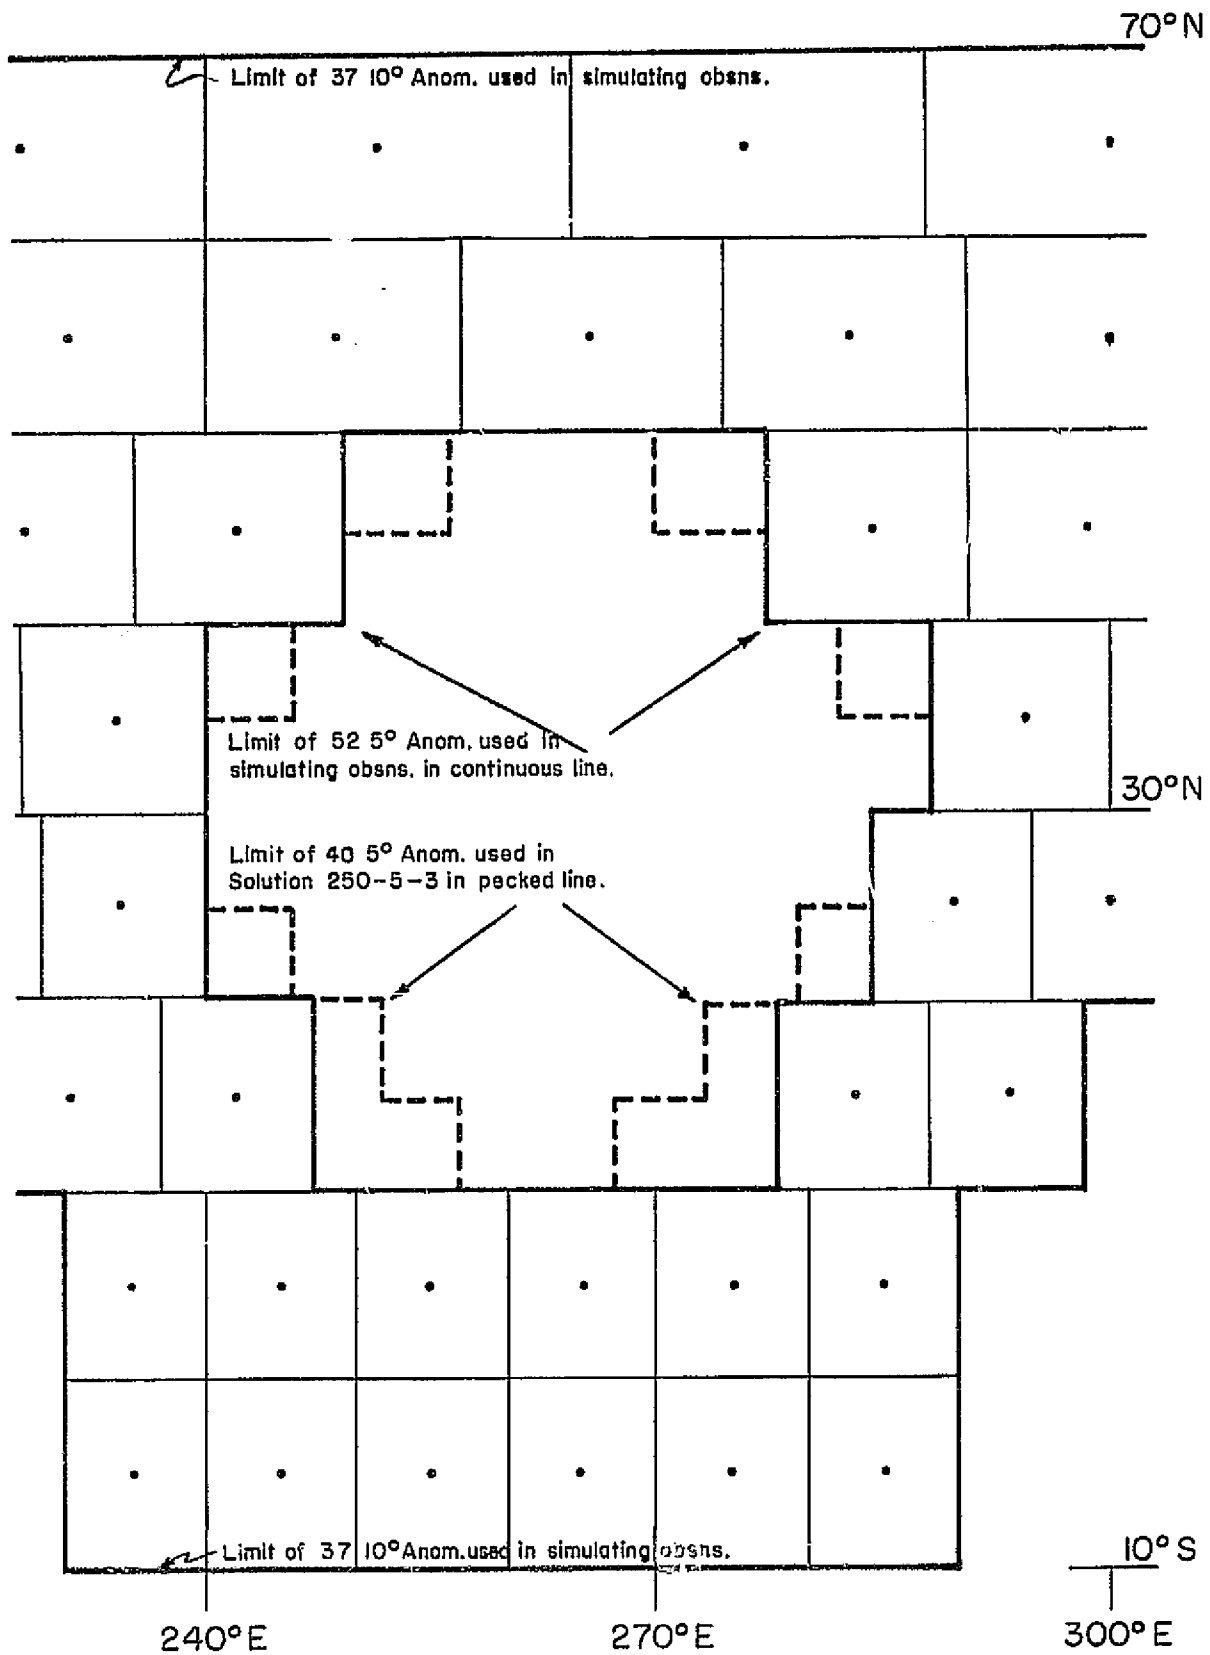 70°N
Limit of 37 10° Anom. used in simulating obsns.
Limit of 52 5° Anom. used in
simulating obsns. in continuous line.
30°N
Limit of 40 5° Anom. used in
Solution 250-5-3 in pecked line.
Limit of 37 10° Anom. used in simulating obsns.
10°S
240°E
270°E
300°E